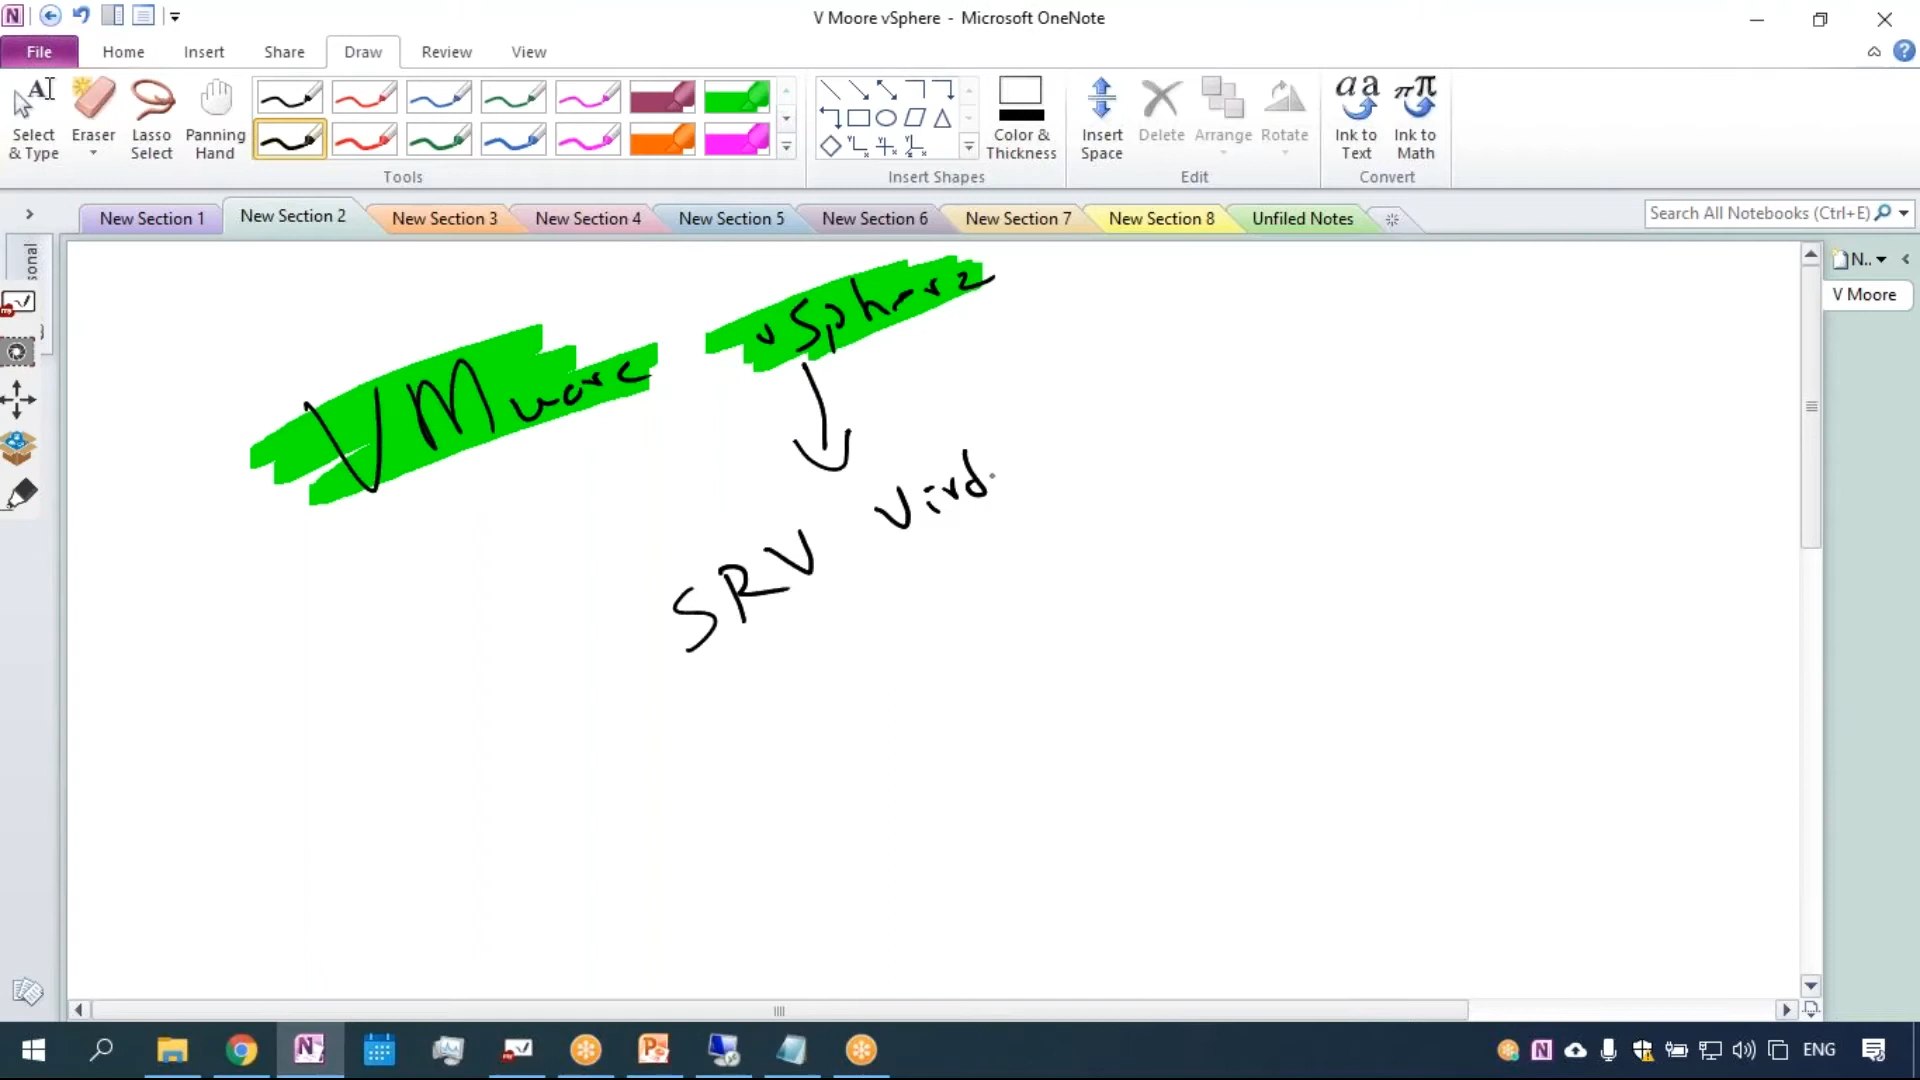 V Moore vSphere - Microsoft OneNote
File Home Insert Share Draw Review View
Select & Type
Eraser
Lasso Select
Panning Hand
Tools
Insert Shapes
Color & Thickness
Insert Space
Delete
Arrange
Rotate
Edit
Ink to Text
Ink to Math
Convert
New Section 1 New Section 2 New Section 3 New Section 4 New Section 5 New Section 6 New Section 7 New Section 8 Unfiled Notes
Search All Notebooks (Ctrl+E)
sonal
N..
V Moore
VMware vSphere
SRV Vird
ENG